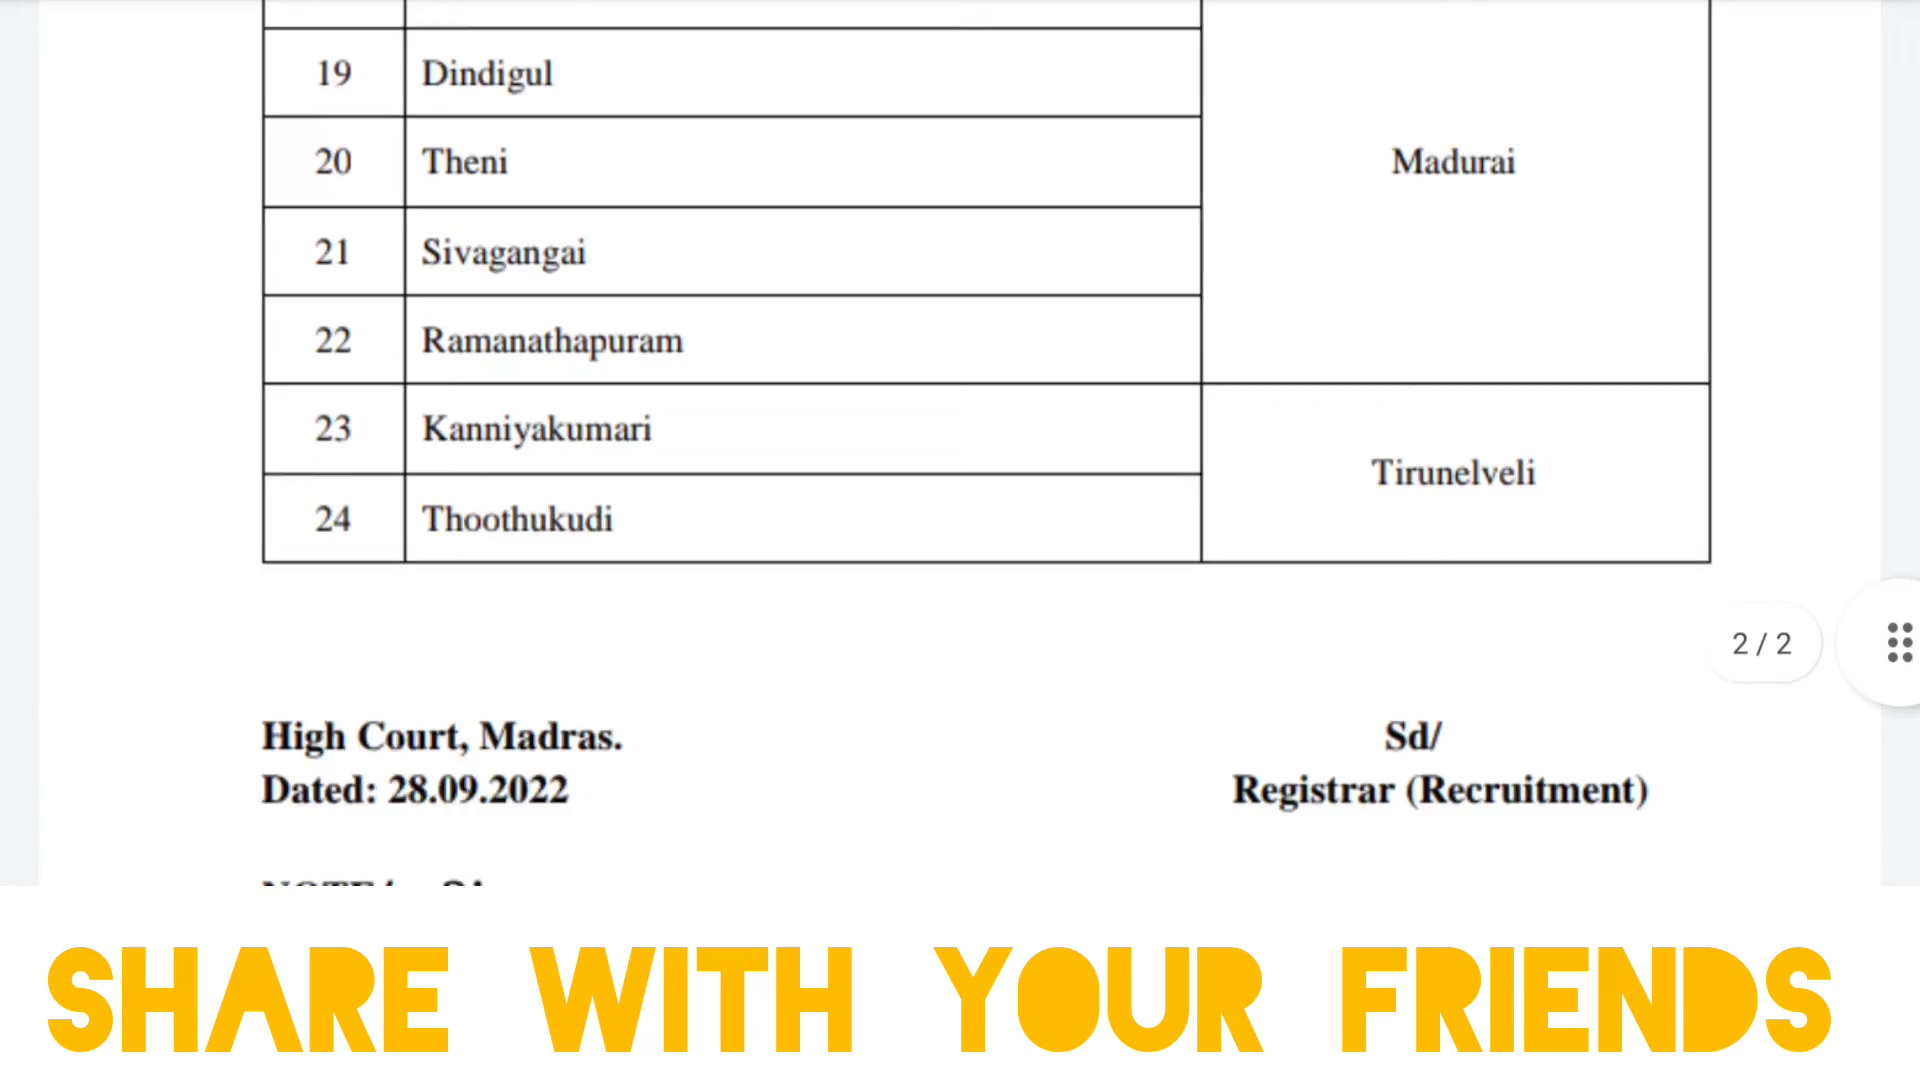 19 Dindigul
20 Theni Madurai
21 Sivagangai
22 Ramanathapuram
23 Kanniyakumari
Tirunelveli
24 Thoothukudi
2 / 2
High Court, Madras. Sd/
Dated: 28.09.2022 Registrar (Recruitment)
SHARE WITH YOUR FRIENDS